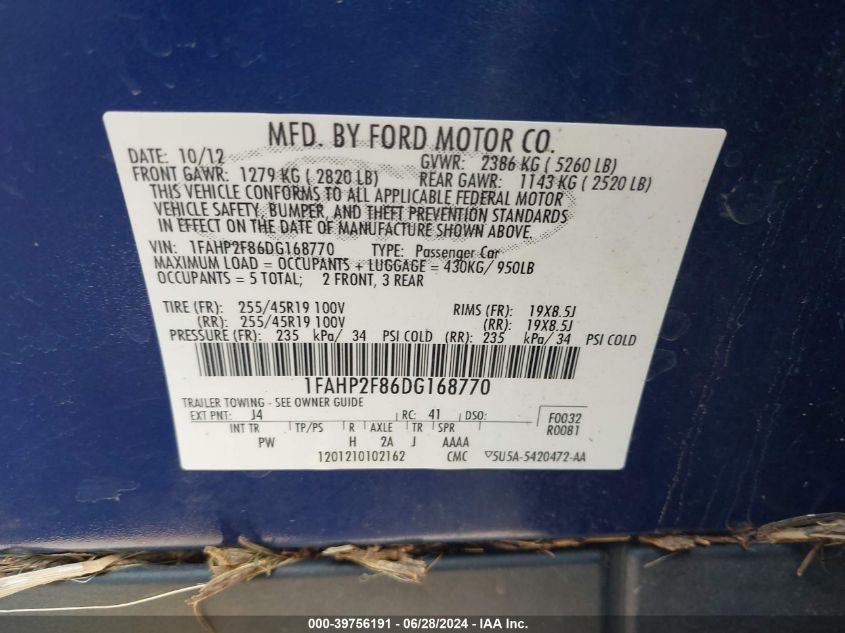 MFD. BY FORD MOTOR CO.
DATE: 10/12 GVWR: 2386 KG ( 5260 LB)
FRONT GAWR: 1279 KG ( 2820 LB) REAR GAWR: 1143 KG ( 2520 LB)
THIS VEHICLE CONFORMS TO ALL APPLICABLE FEDERAL MOTOR
VEHICLE SAFETY, BUMPER, AND THEFT PREVENTION STANDARDS
IN EFFECT ON THE DATE OF MANUFACTURE SHOWN ABOVE.
VIN: 1FAHP2F86DG168770 TYPE: Passenger Car
MAXIMUM LOAD = OCCUPANTS + LUGGAGE = 430KG/ 950LB
OCCUPANTS = 5 TOTAL; 2 FRONT, 3 REAR
TIRE (FR): 255/45R19 100V RIMS (FR): 19X8.5J
(RR): 255/45R19 100V (RR): 19X8.5J
PRESSURE (FR): 235 kPa/ 34 PSI COLD (RR): 235 kPa/ 34 PSI COLD
1FAHP2F86DG168770
TRAILER TOWING - SEE OWNER GUIDE
EXT PNT: J4 RC: 41 DSO: F0032
INT TR TP/PS R AXLE TR SPR R0081
PW H 2A J AAAA
1201210102162 CMC ▽5U5A-5420472-AA
000-39756191 - 06/28/2024 - IAA Inc.